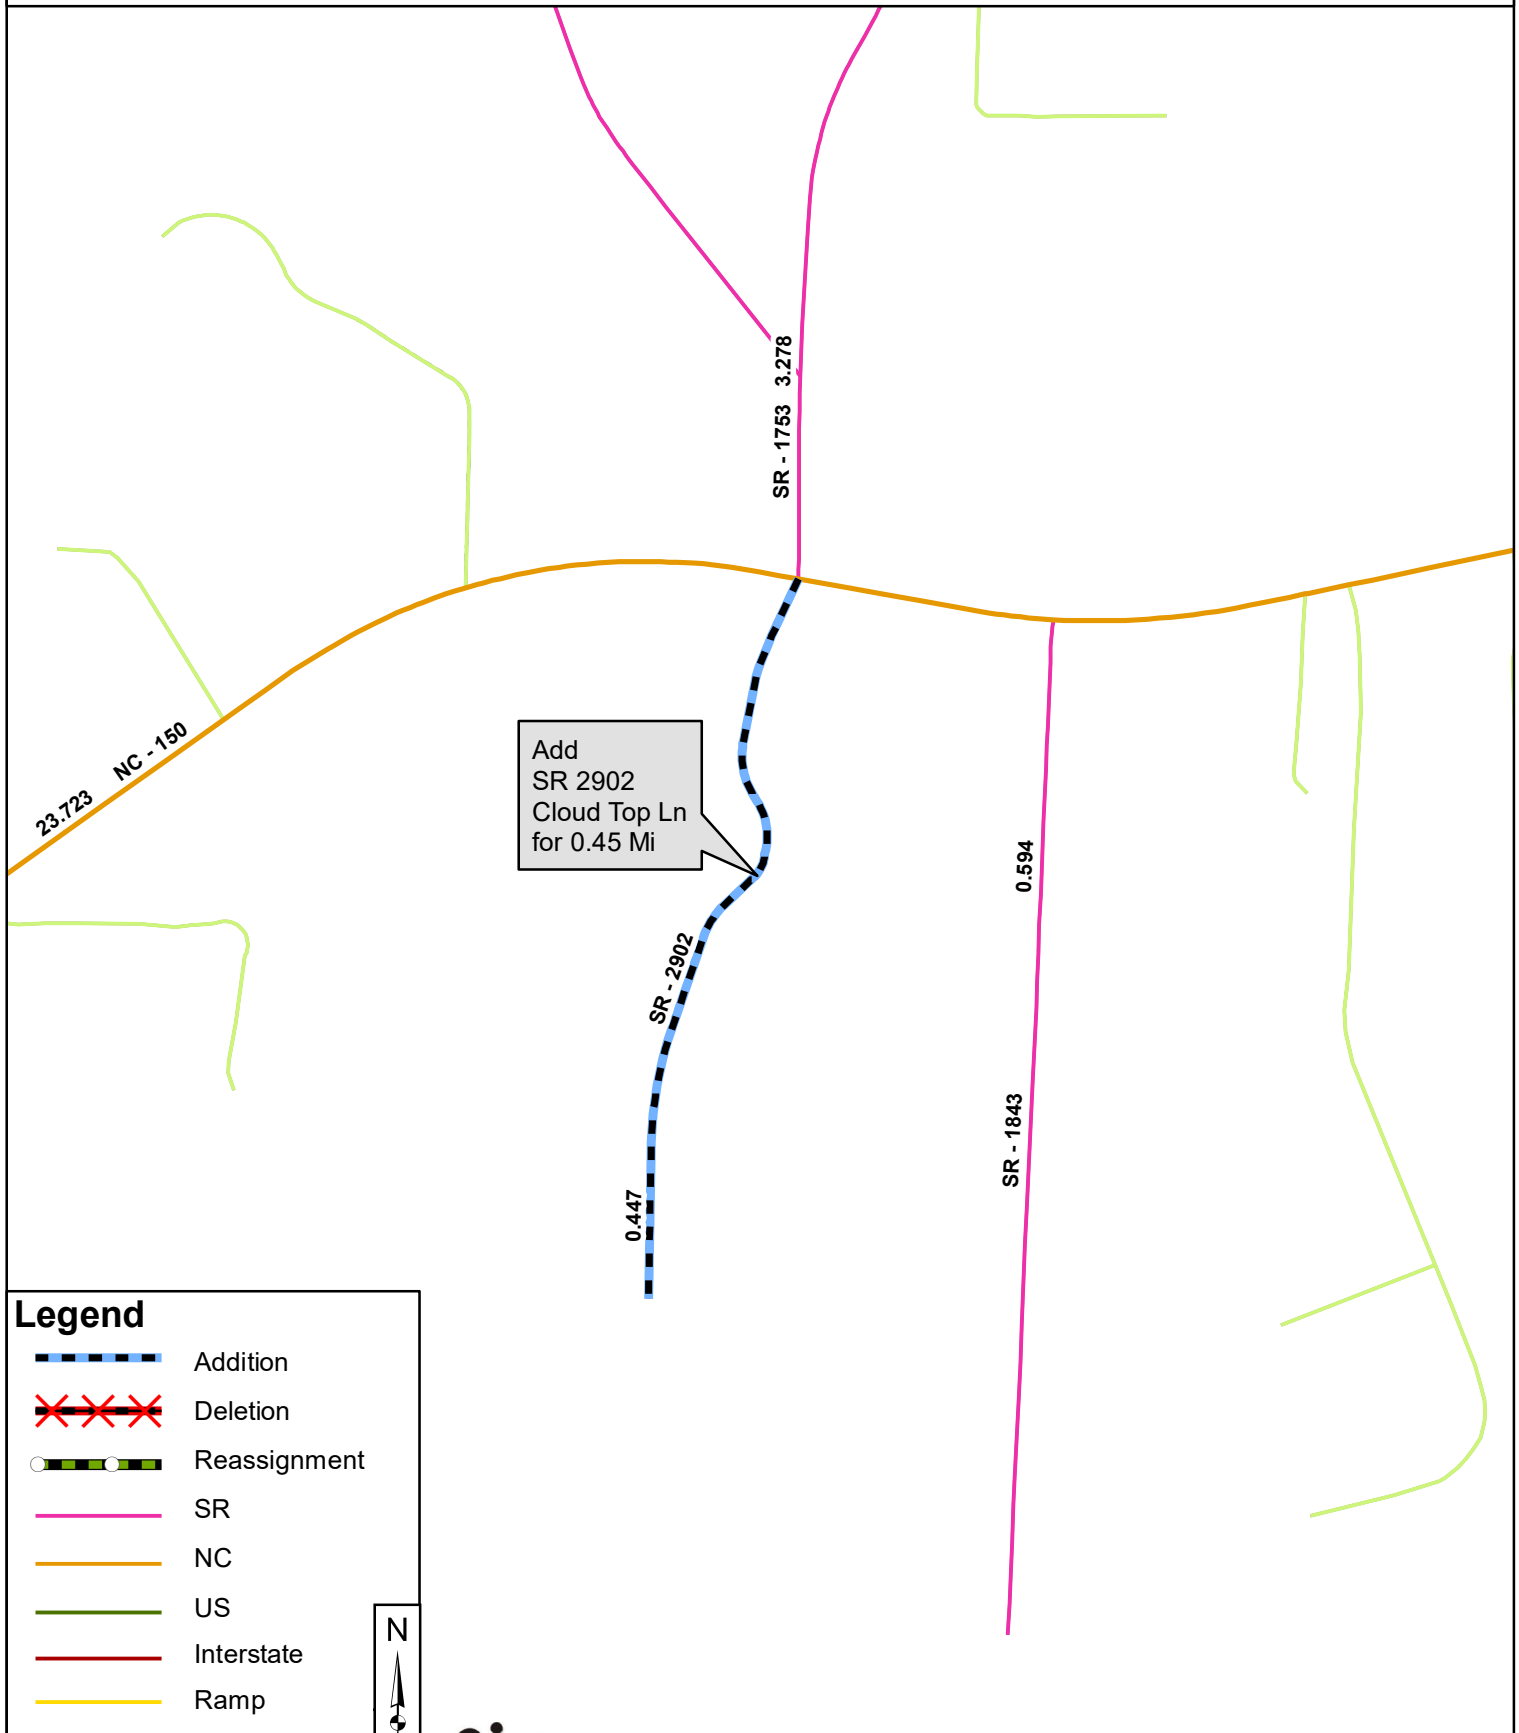 3.278
SR - 1753
NC - 150
23.723
Add
SR 2902
Cloud Top Ln
for 0.45 Mi
0.594
SR - 2902
SR - 1843
0.447
Legend
Addition
Deletion
Reassignment
SR
NC
US
Interstate
Ramp
N